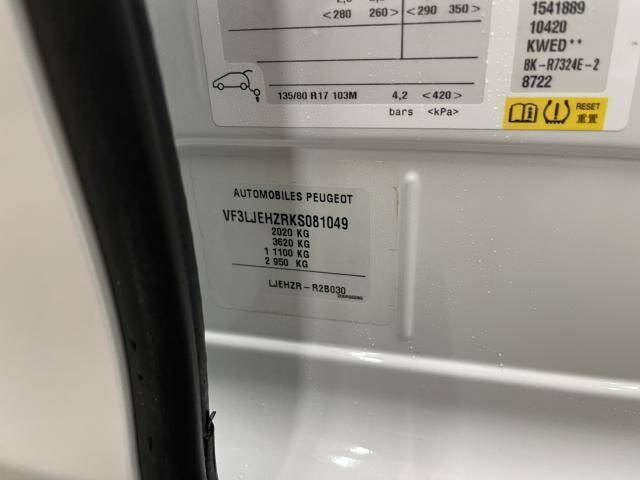 <280 260> <290 350>
135/80 R17 103M 4,2 <420>
bars <kPa>
1541889
10420
KWED**
BK-R7324E-2
8722
RESET
重置
AUTOMOBILES PEUGEOT
VF3LJEHZRKS081049
2020 KG
3620 KG
1 1100 KG
2 950 KG
LJEHZR-R2B030